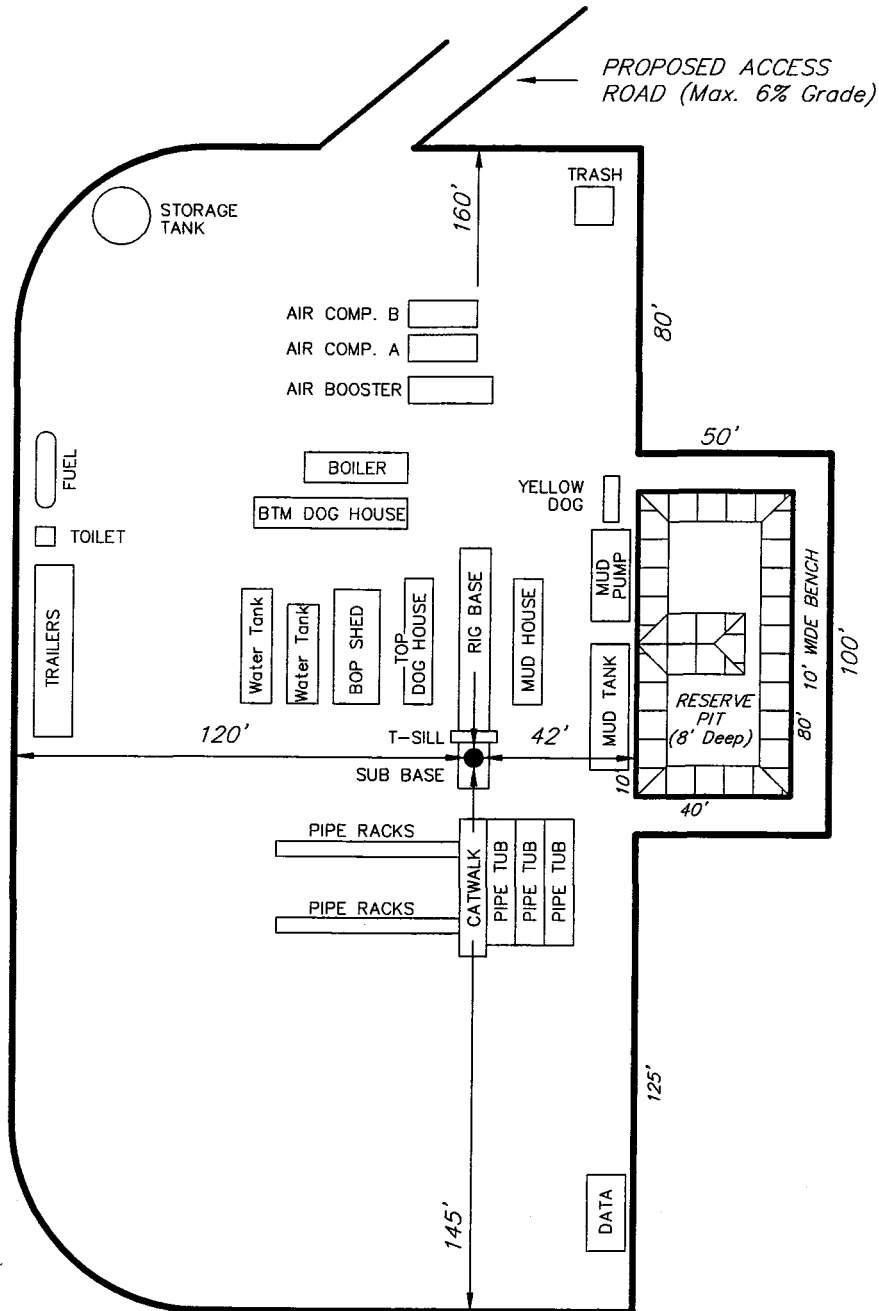 PROPOSED ACCESS
ROAD (Max. 6% Grade)
TRASH
STORAGE
TANK
160'
AIR COMP. B
AIR COMP. A
AIR BOOSTER
80'
50'
FUEL
BOILER
YELLOW
DOG
BTM DOG HOUSE
TOILET
TRAILERS
Water Tank
Water Tank
BOP SHED
TOP
DOG HOUSE
RIG BASE
MUD HOUSE
MUD
PUMP
MUD TANK
RESERVE
PIT
(8' Deep)
80'
10' WIDE BENCH
100'
120'
T-SILL
42'
SUB BASE
10'
40'
PIPE RACKS
PIPE RACKS
CATWALK
PIPE TUB
PIPE TUB
PIPE TUB
125'
145'
DATA